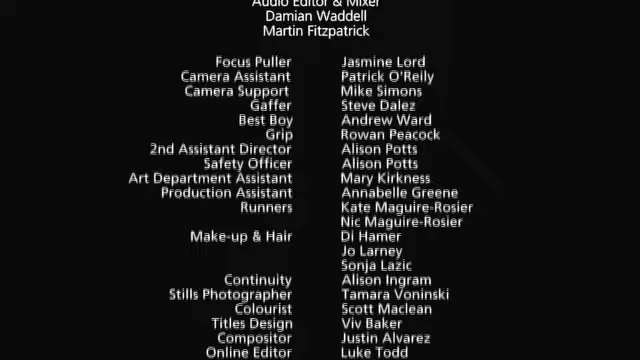 Audio Editor & Mixer
Damian Waddell
Martin Fitzpatrick
Focus Puller Jasmine Lord
Camera Assistant Patrick O'Reily
Camera Support Mike Simons
Gaffer Steve Dalez
Best Boy Andrew Ward
Grip Rowan Peacock
2nd Assistant Director Alison Potts
Safety Officer Alison Potts
Art Department Assistant Mary Kirkness
Production Assistant Annabelle Greene
Runners Kate Maguire-Rosier
Nic Maguire-Rosier
Make-up & Hair Di Hamer
Jo Larney
Sonja Lazic
Continuity Alison Ingram
Stills Photographer Tamara Voninski
Colourist Scott Maclean
Titles Design Viv Baker
Compositor Justin Alvarez
Online Editor Luke Todd